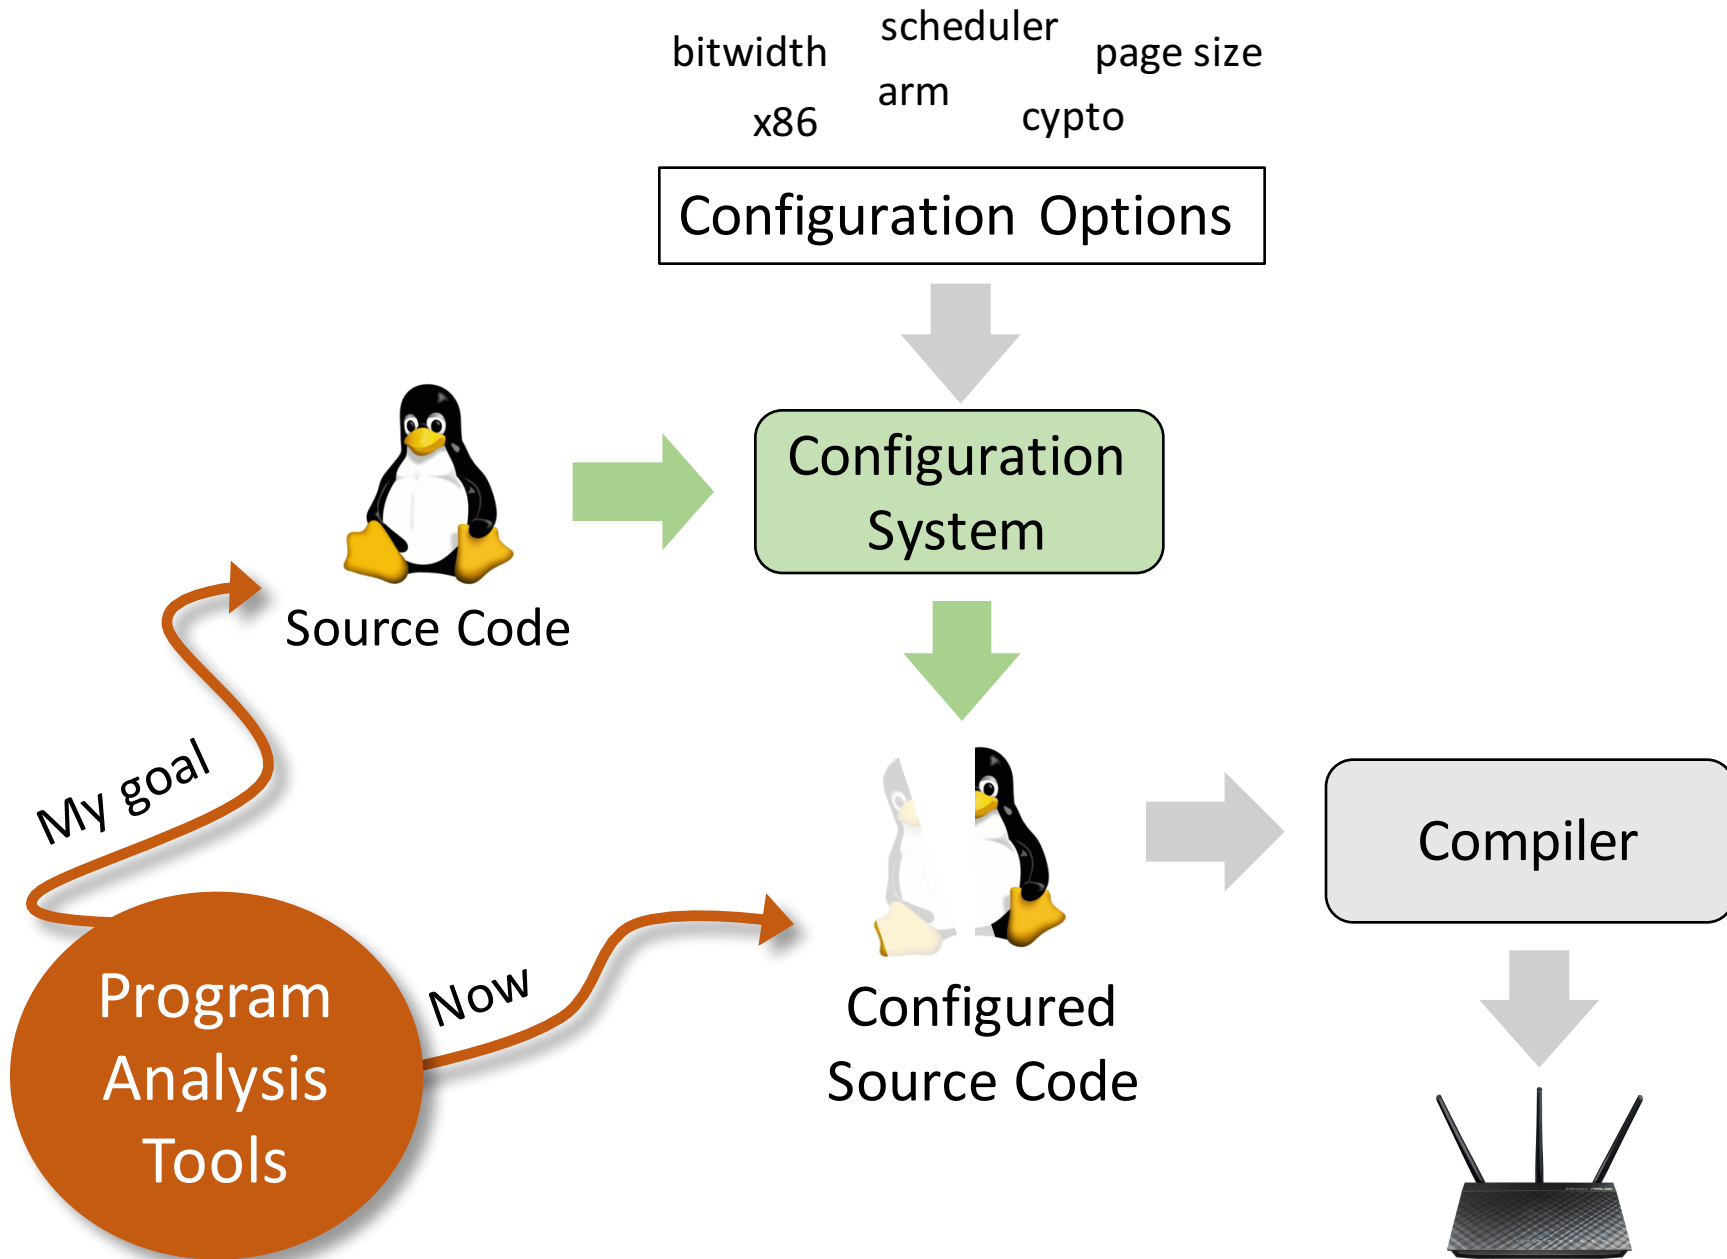 scheduler
bitwidth
page size
arm
x86
cypto
Configuration Options
Configuration
System
Source Code
My goal
Now
Program
Analysis
Tools
Configured
Source Code
Compiler